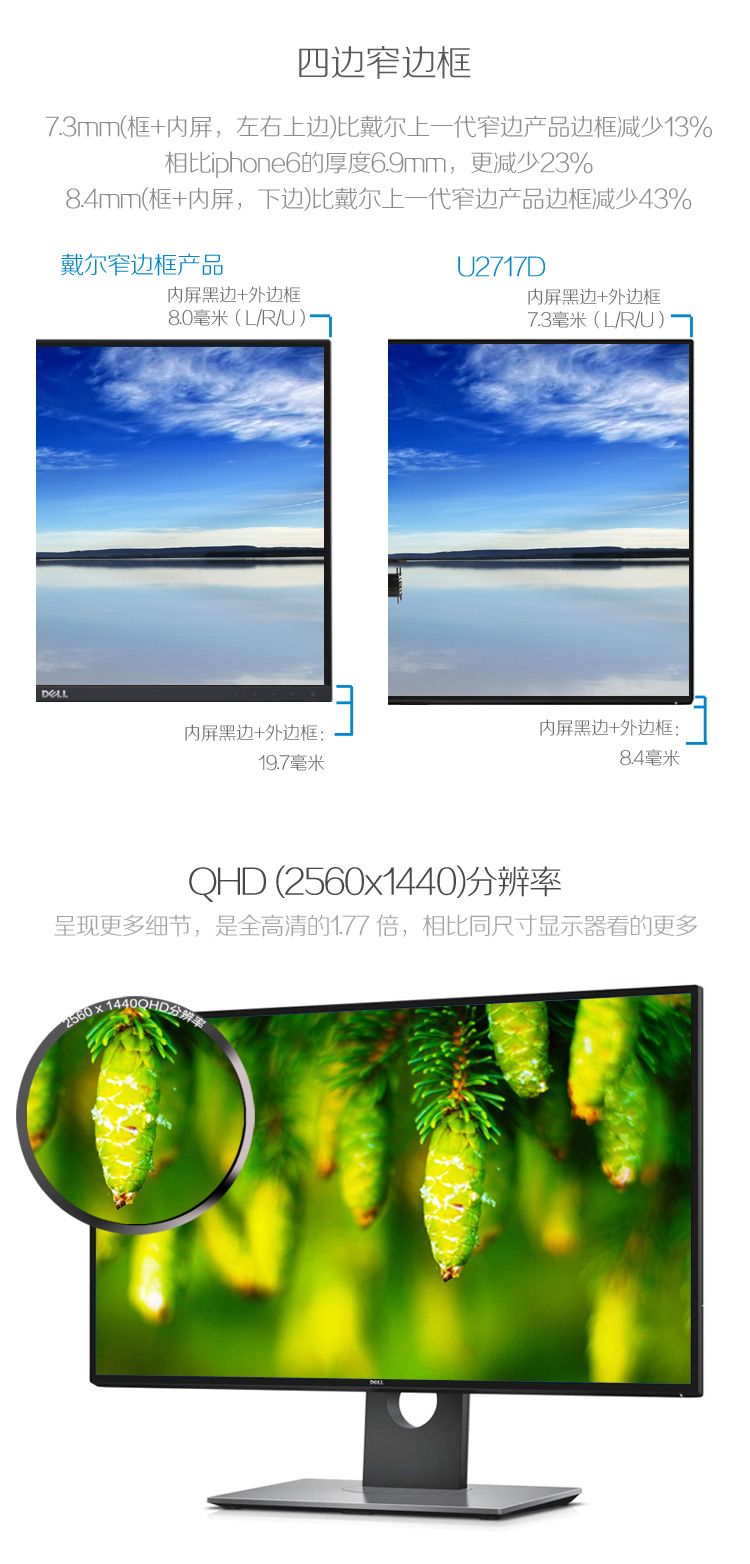 四边窄边框
7.3mm(框+内屏，左右上边)比戴尔上一代窄边产品边框减少13%
相比iphone6的厚度6.9mm，更减少23%
8.4mm(框+内屏，下边)比戴尔上一代窄边产品边框减少43%
戴尔窄边框产品
内屏黑边+外边框
8.0毫米（L/R/U）
U2717D
内屏黑边+外边框
7.3毫米（L/R/U）
DELL
内屏黑边+外边框：
19.7毫米
内屏黑边+外边框：
8.4毫米
QHD (2560x1440)分辨率
呈现更多细节，是全高清的1.77 倍，相比同尺寸显示器看的更多
2560 x 1440QHD分辨率
DELL